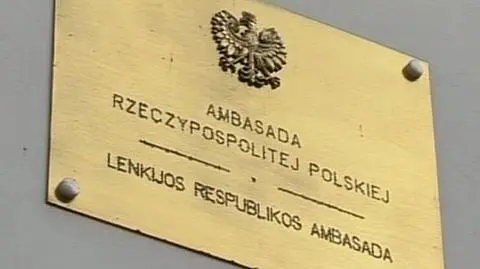 AMBASADA
RZECZYPOSPOLITEJ POLSKIEJ
LENKIJOS RESPUBLIKOS AMBASADA